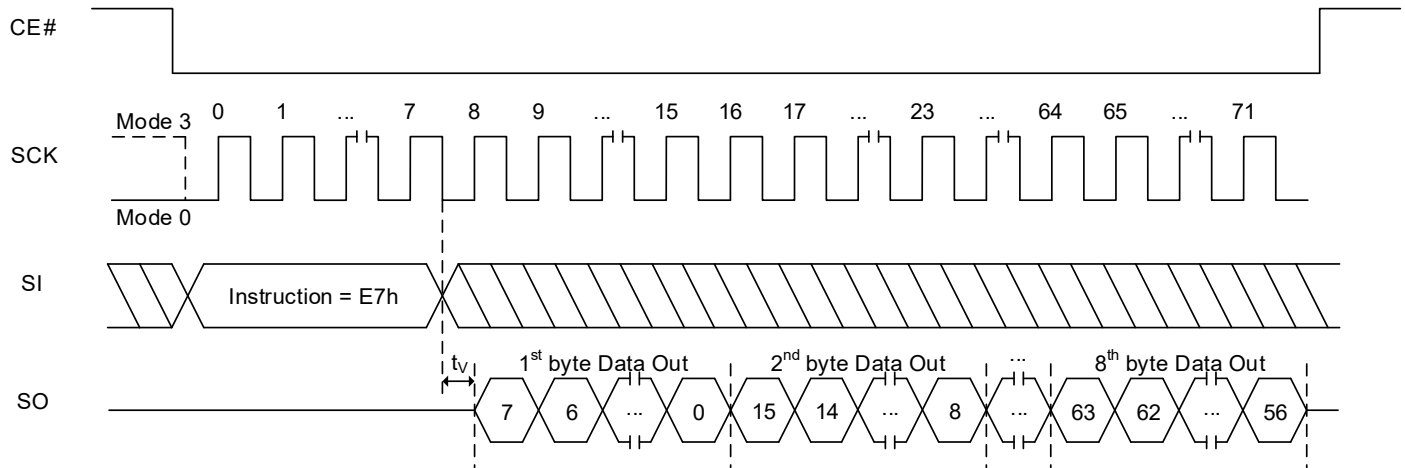 CE#
0 1 ... 7 8 9 ... 15 16 17 ... 23 ... 64 65 ... 71
Mode 3
SCK
Mode 0
SI
Instruction = E7h
tV 1st byte Data Out 2nd byte Data Out ... 8th byte Data Out
SO
7 6 ... 0 15 14 ... 8 ... 63 62 ... 56